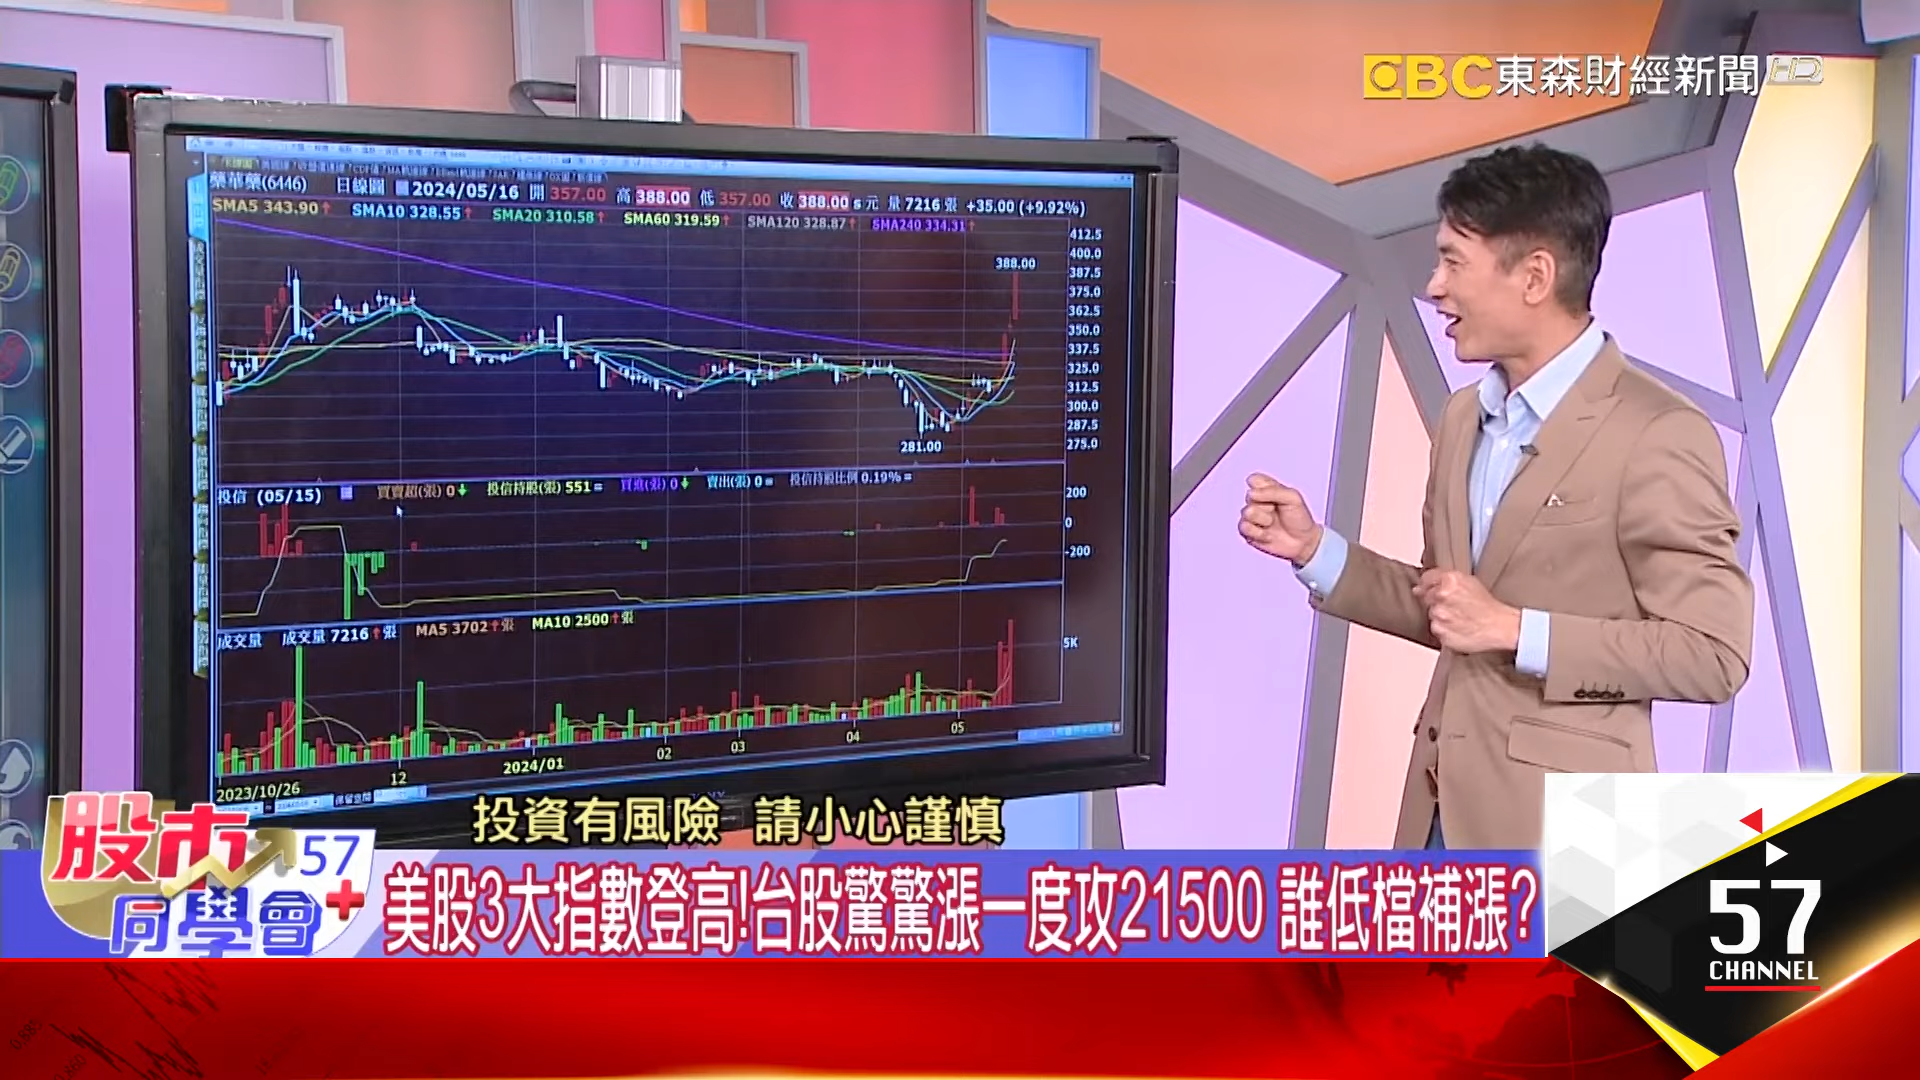 EBC東森財經新聞HD
藥華藥(6446) 日線圖 2024/05/16 開 357.00 高 388.00 低 357.00 收 388.00 s 元 量 7216 張 +35.00 (+9.92%)
SMA5 343.90↑ SMA10 328.55↑ SMA20 310.58↑ SMA60 319.59↑ SMA120 328.87↑ SMA240 334.31↑
412.5
400.0
388.00
387.5
375.0
362.5
350.0
337.5
325.0
312.5
300.0
287.5
281.00
275.0
投信 (05/15) 買賣超(張) 0↓ 投信持股(張) 551= 買進(張) 0↓ 賣出(張) 0= 投信持股比例 0.19%=
200
0
-200
成交量 成交量 7216↑張 MA5 3702↑張 MA10 2500↑張
5K
2023/10/26 12 2024/01 02 03 04 05
投資有風險 請小心謹慎
股市57
同學會+
美股3大指數登高!台股驚驚漲一度攻21500 誰低檔補漲?
57
CHANNEL